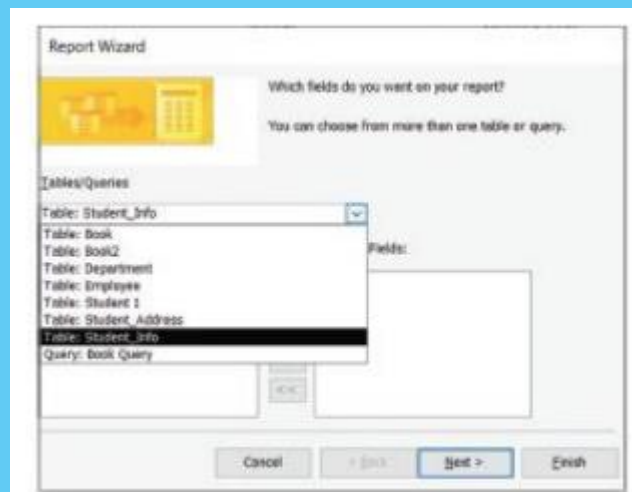 Report Wizard
Which fields do you want on your report?
You can choose from more than one table or query.
Tables/Queries
Table: Student_Info
Table: Book
Table: Book2
Table: Department
Table: Employee
Table: Student 1
Table: Student_Address
Table: Student_Info
Query: Book Query
Fields:
<<
Cancel
< Back
Next >
Finish